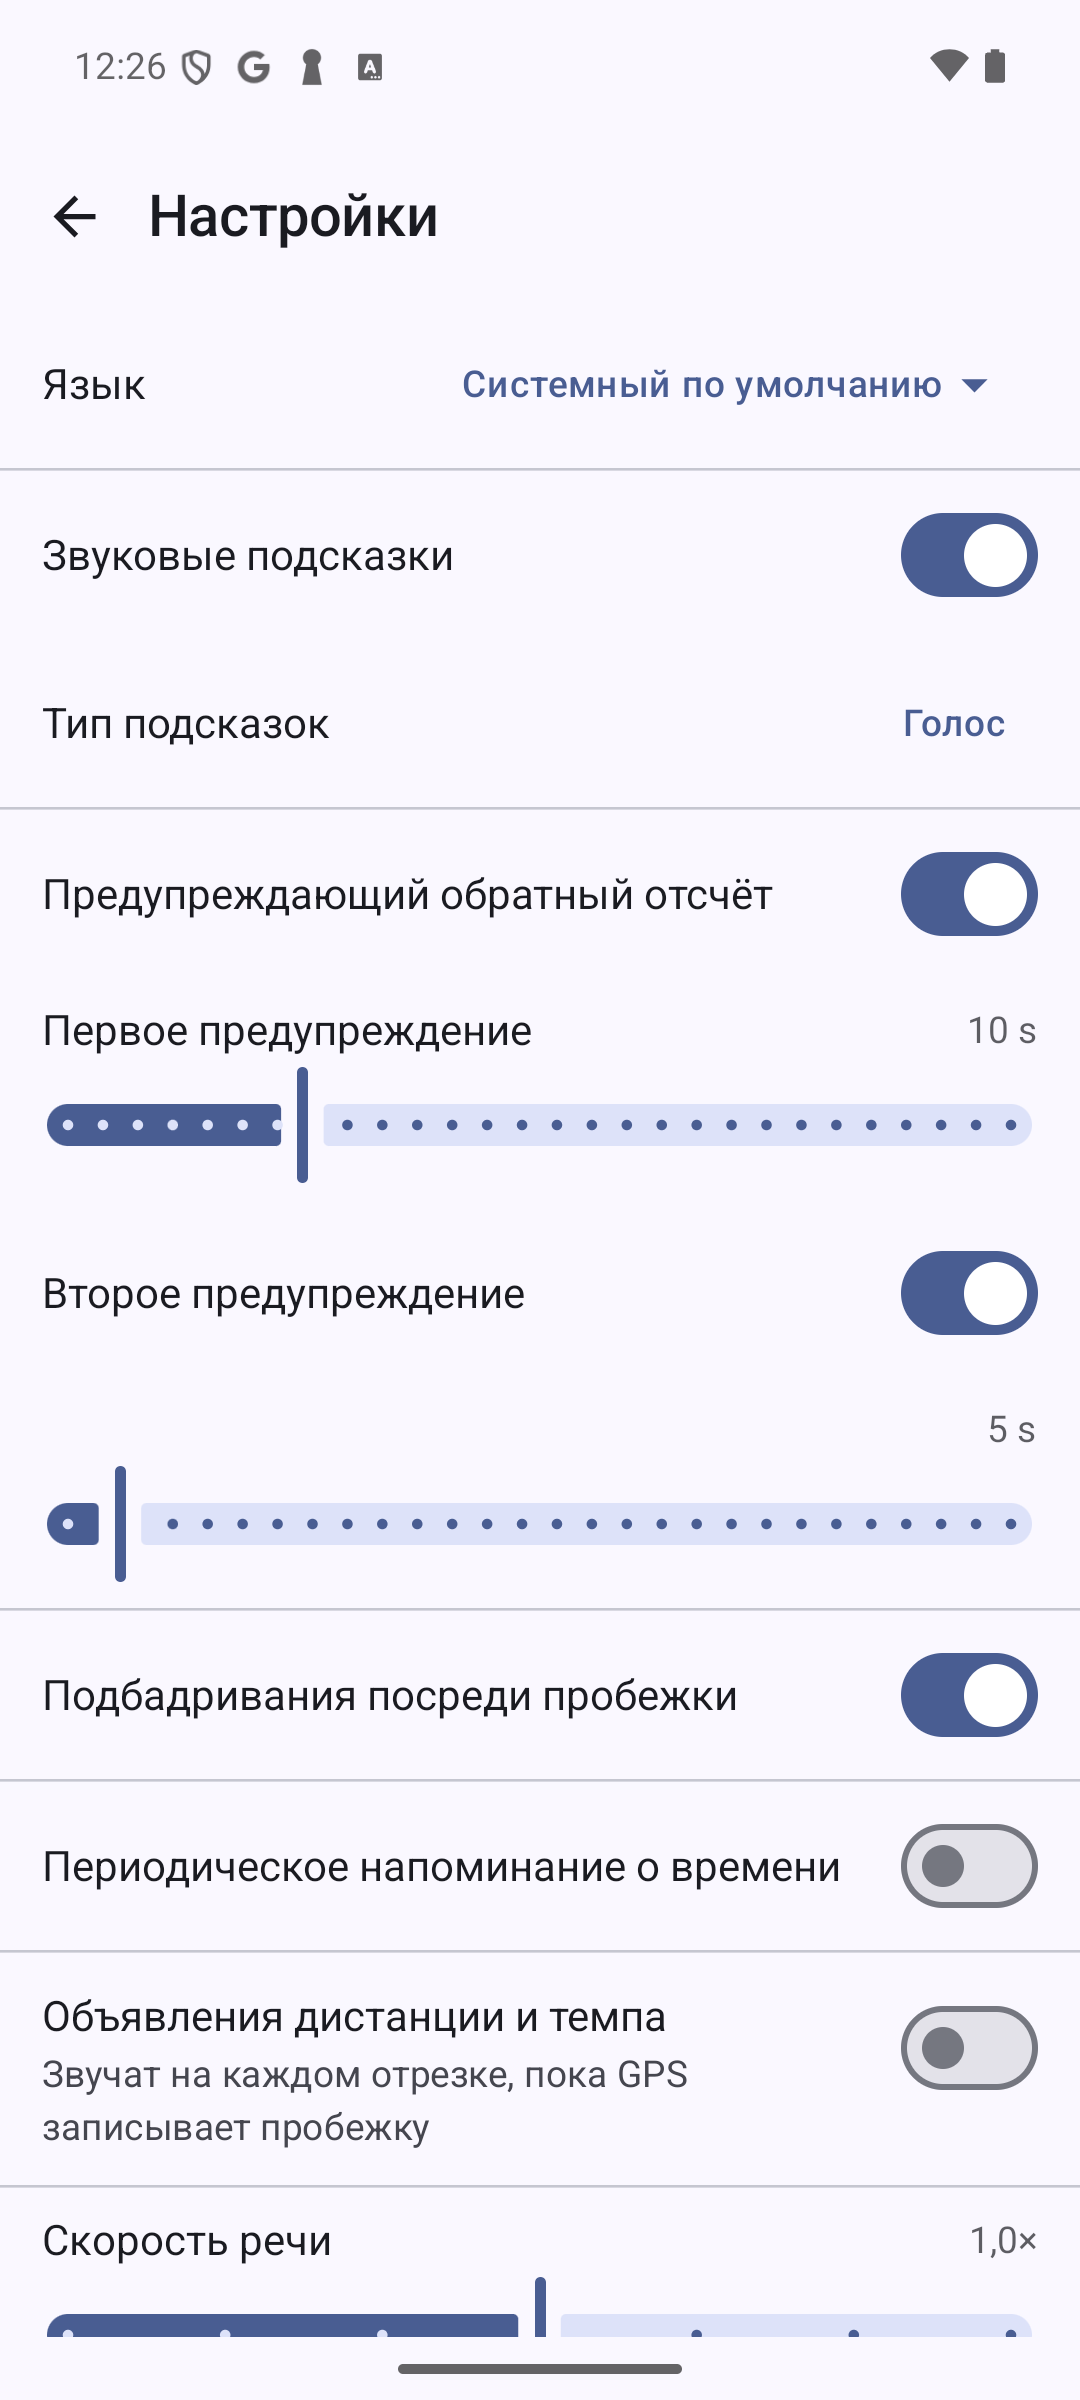 12:26
Настройки
Язык
Системный по умолчанию
Звуковые подсказки
Тип подсказок
Голос
Предупреждающий обратный отсчёт
Первое предупреждение
10 s
Второе предупреждение
5 s
Подбадривания посреди пробежки
Периодическое напоминание о времени
Объявления дистанции и темпа
Звучат на каждом отрезке, пока GPS
записывает пробежку
Скорость речи
1,0×